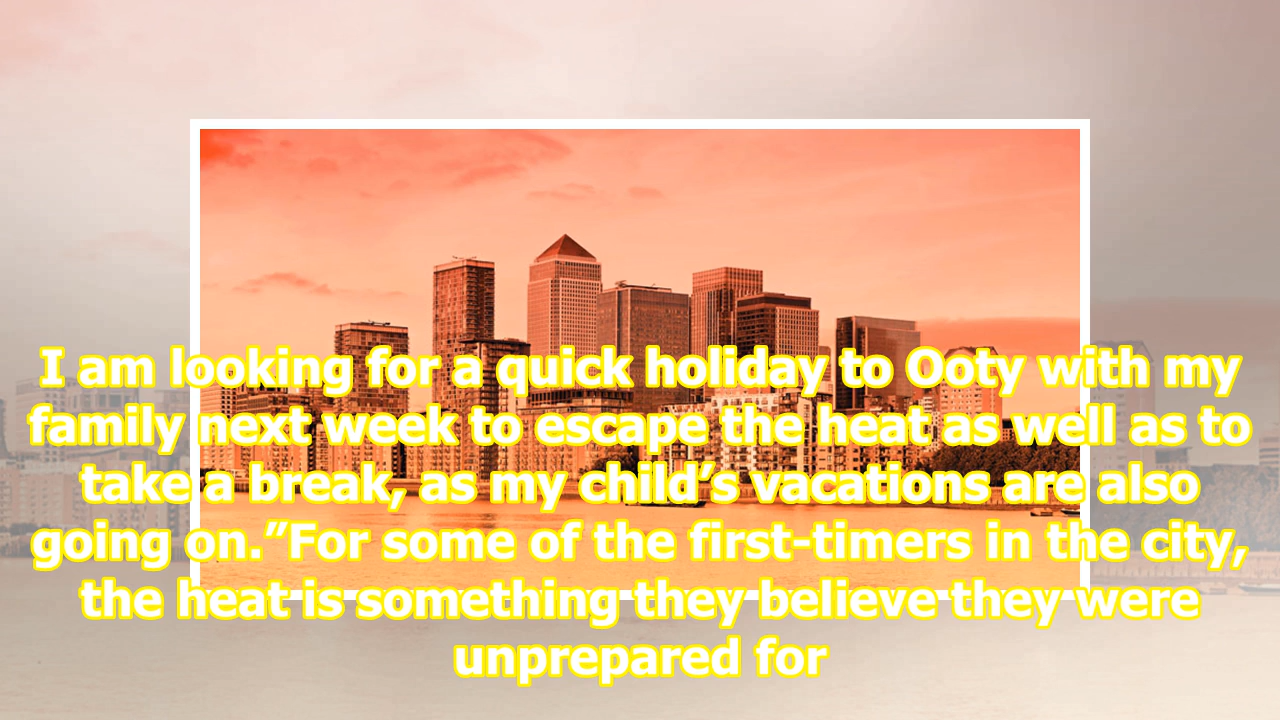 I am looking for a quick holiday to Ooty with my
family next week to escape the heat as well as to
take a break, as my child’s vacations are also
going on.”For some of the first-timers in the city,
the heat is something they believe they were
unprepared for